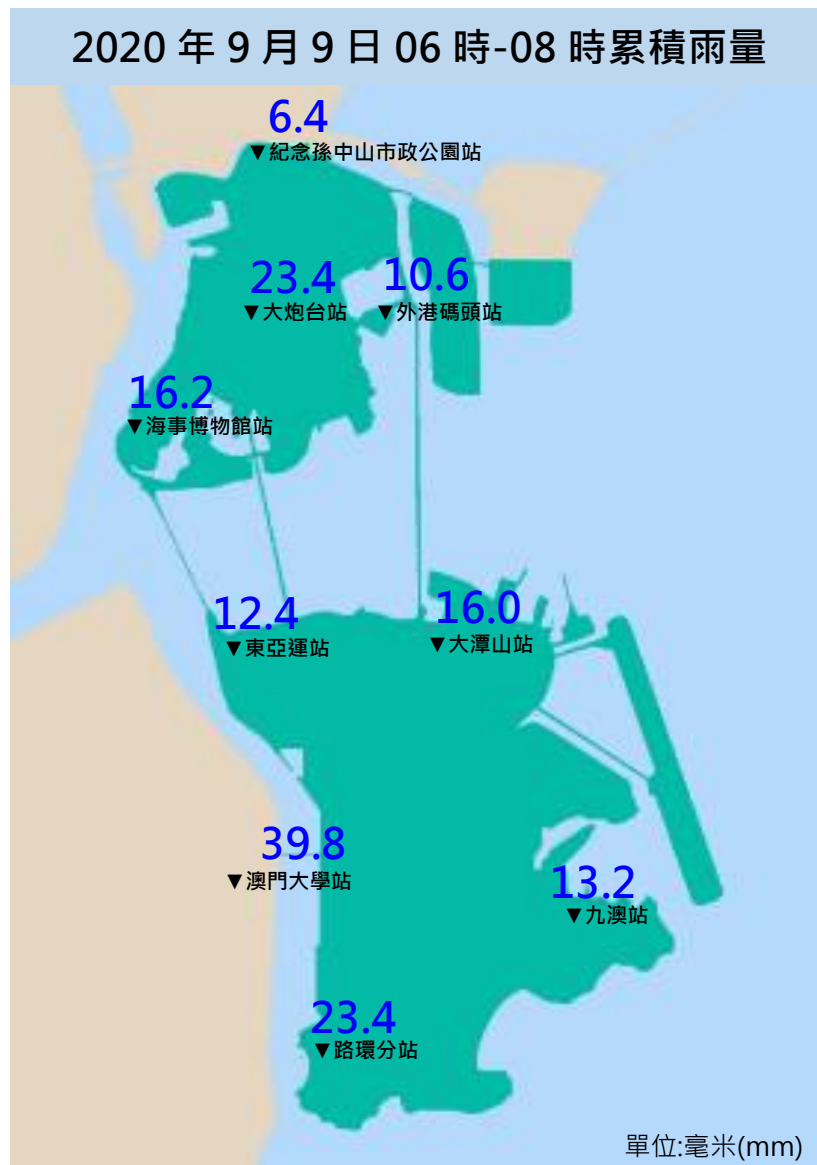 2020 年 9 月 9 日 06 時-08 時累積雨量
6.4
▼紀念孫中山市政公園站
23.4
▼大炮台站
10.6
▼外港碼頭站
16.2
▼海事博物館站
12.4
▼東亞運站
16.0
▼大潭山站
39.8
▼澳門大學站
13.2
▼九澳站
23.4
▼路環分站
單位:毫米(mm)